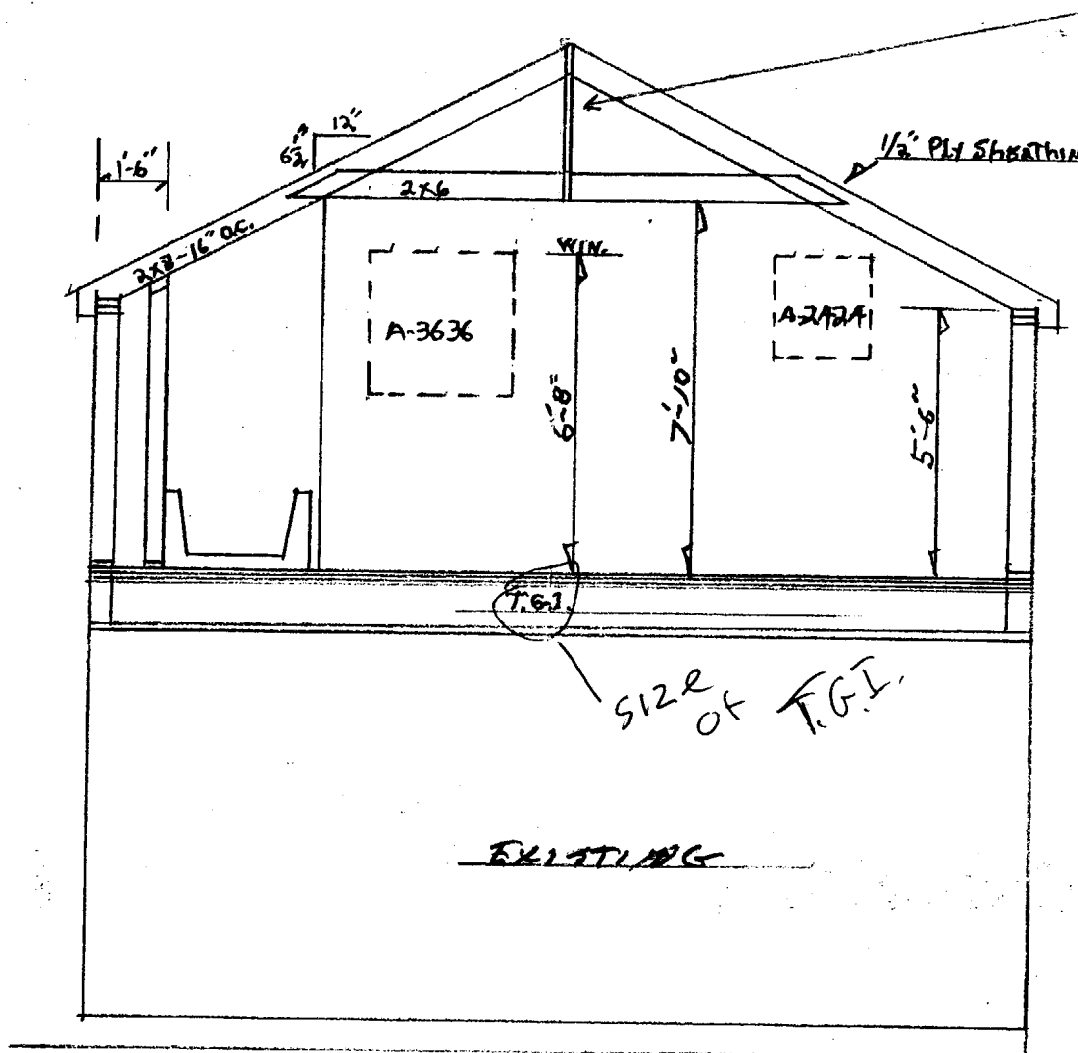 12"
6½"
1'-6"
1/2" PLY SHEATHIN
2x6
2x8-16" O.C.
WIN.
A-3636
A-2424
6'-8"
7'-10"
5'-6"
T.G.I.
SIZE
OF T.G.I.
EXISTING